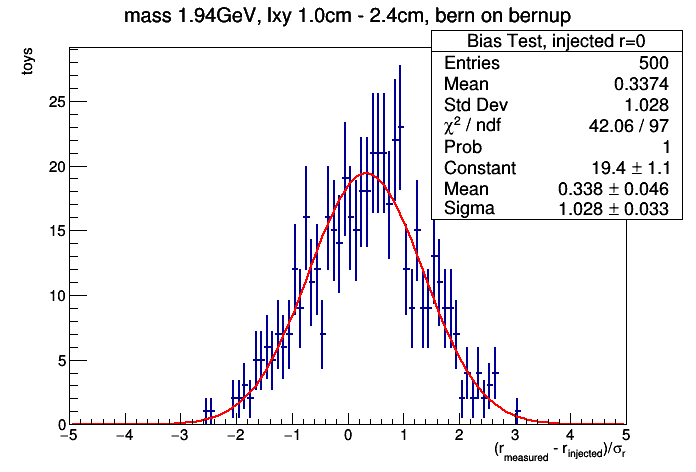 mass 1.94GeV, lxy 1.0cm - 2.4cm, bern on bernup
Bias Test, injected r=0
Entries 500
Mean 0.3374
Std Dev 1.028
χ² / ndf 42.06 / 97
Prob 1
Constant 19.4 ± 1.1
Mean 0.338 ± 0.046
Sigma 1.028 ± 0.033
toys
25
20
15
10
5
0
−5 −4 −3 −2 −1 0 1 2 3 4 5
(r_measured - r_injected)/σ_r